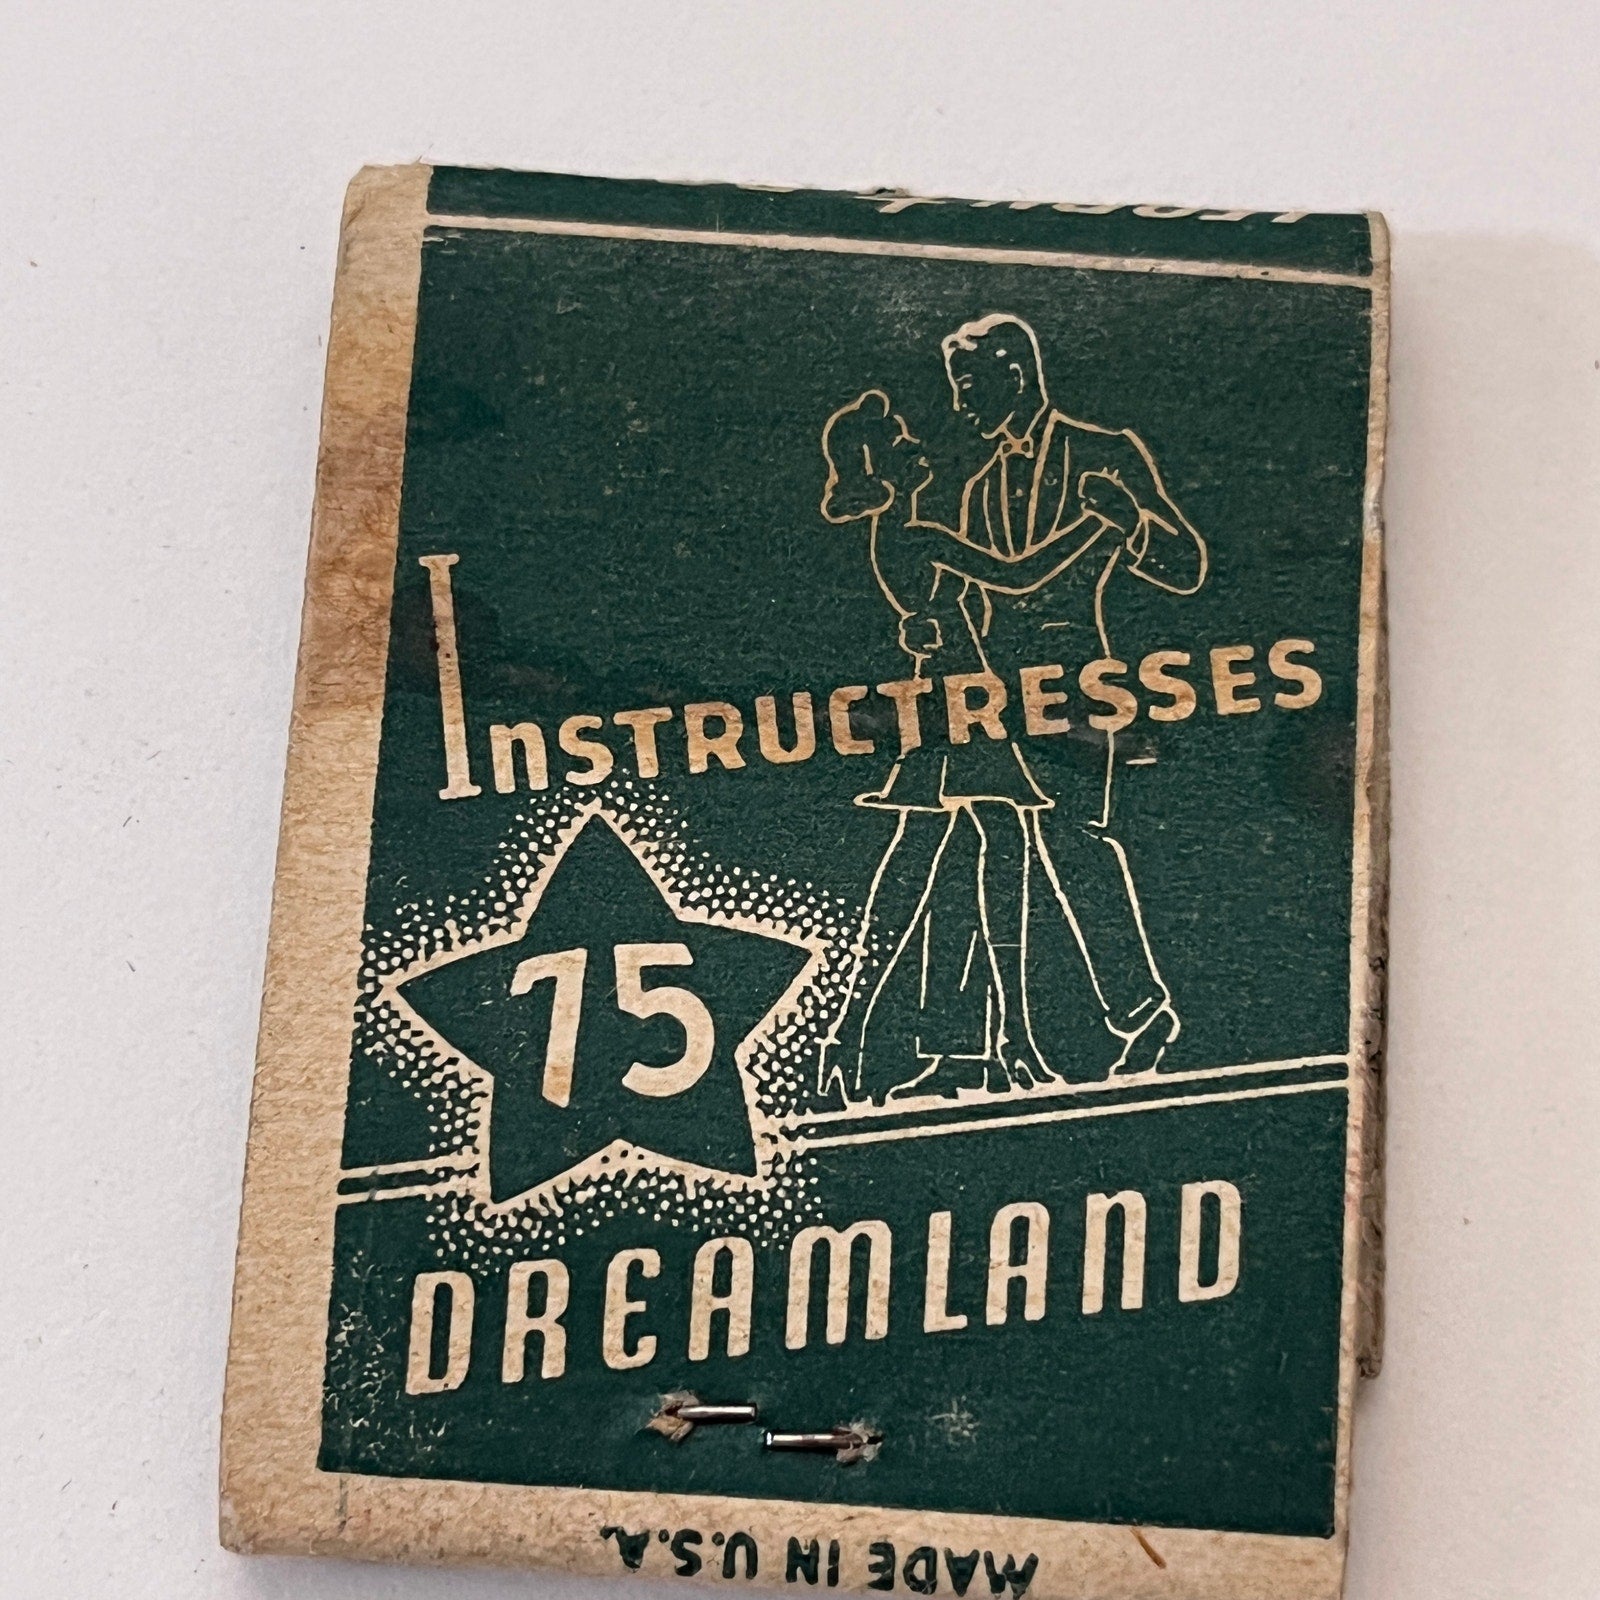 INSTRUCTRESSES
75
DREAMLAND
MADE IN U.S.A.